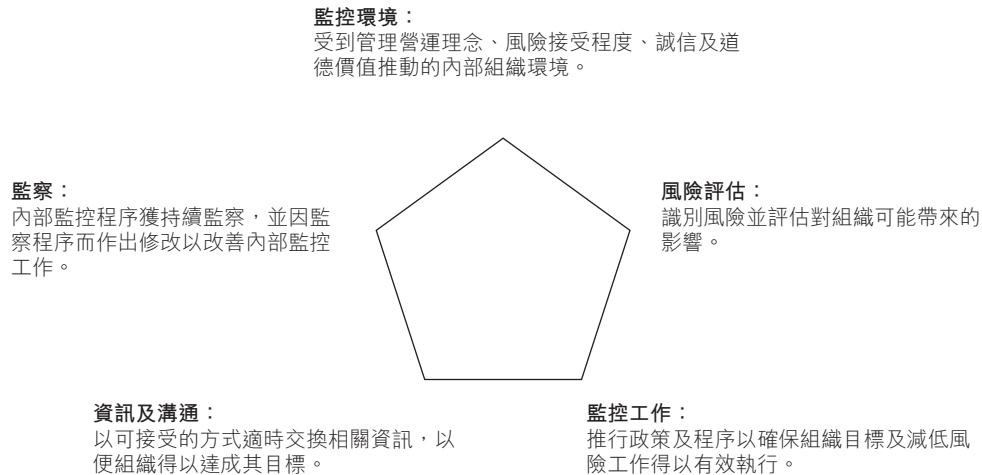 監控環境：
受到管理營運理念、風險接受程度、誠信及道
德價值推動的內部組織環境。
監察：
內部監控程序獲持續監察，並因監
察程序而作出修改以改善內部監控
工作。
風險評估：
識別風險並評估對組織可能帶來的
影響。
資訊及溝通：
以可接受的方式適時交換相關資訊，以
便組織得以達成其目標。
監控工作：
推行政策及程序以確保組織目標及減低風
險工作得以有效執行。